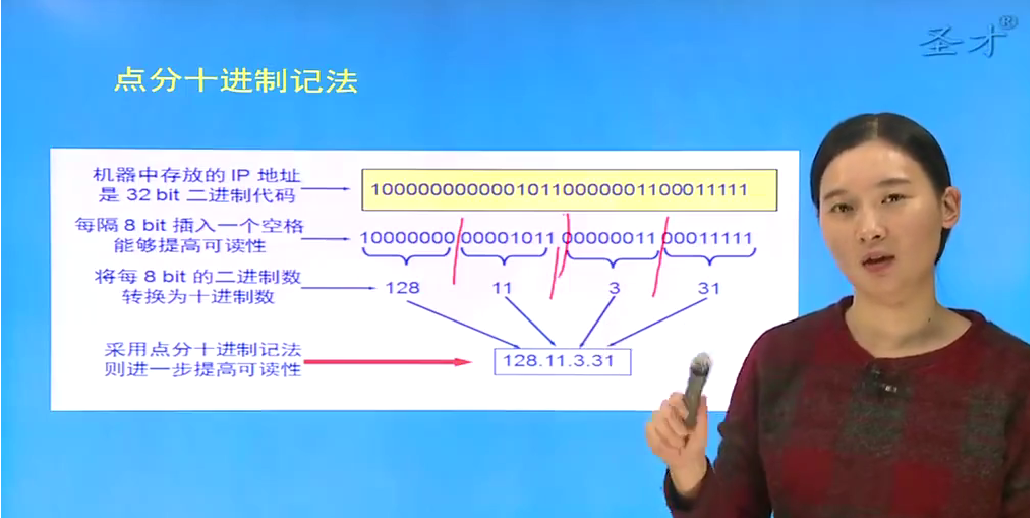 圣才®
点分十进制记法
机器中存放的 IP 地址
是 32 bit 二进制代码
10000000000010110000001100011111
每隔 8 bit 插入一个空格
能够提高可读性
10000000 00001011 00000011 00011111
将每 8 bit 的二进制数
转换为十进制数
128 11 3 31
采用点分十进制记法
则进一步提高可读性
128.11.3.31